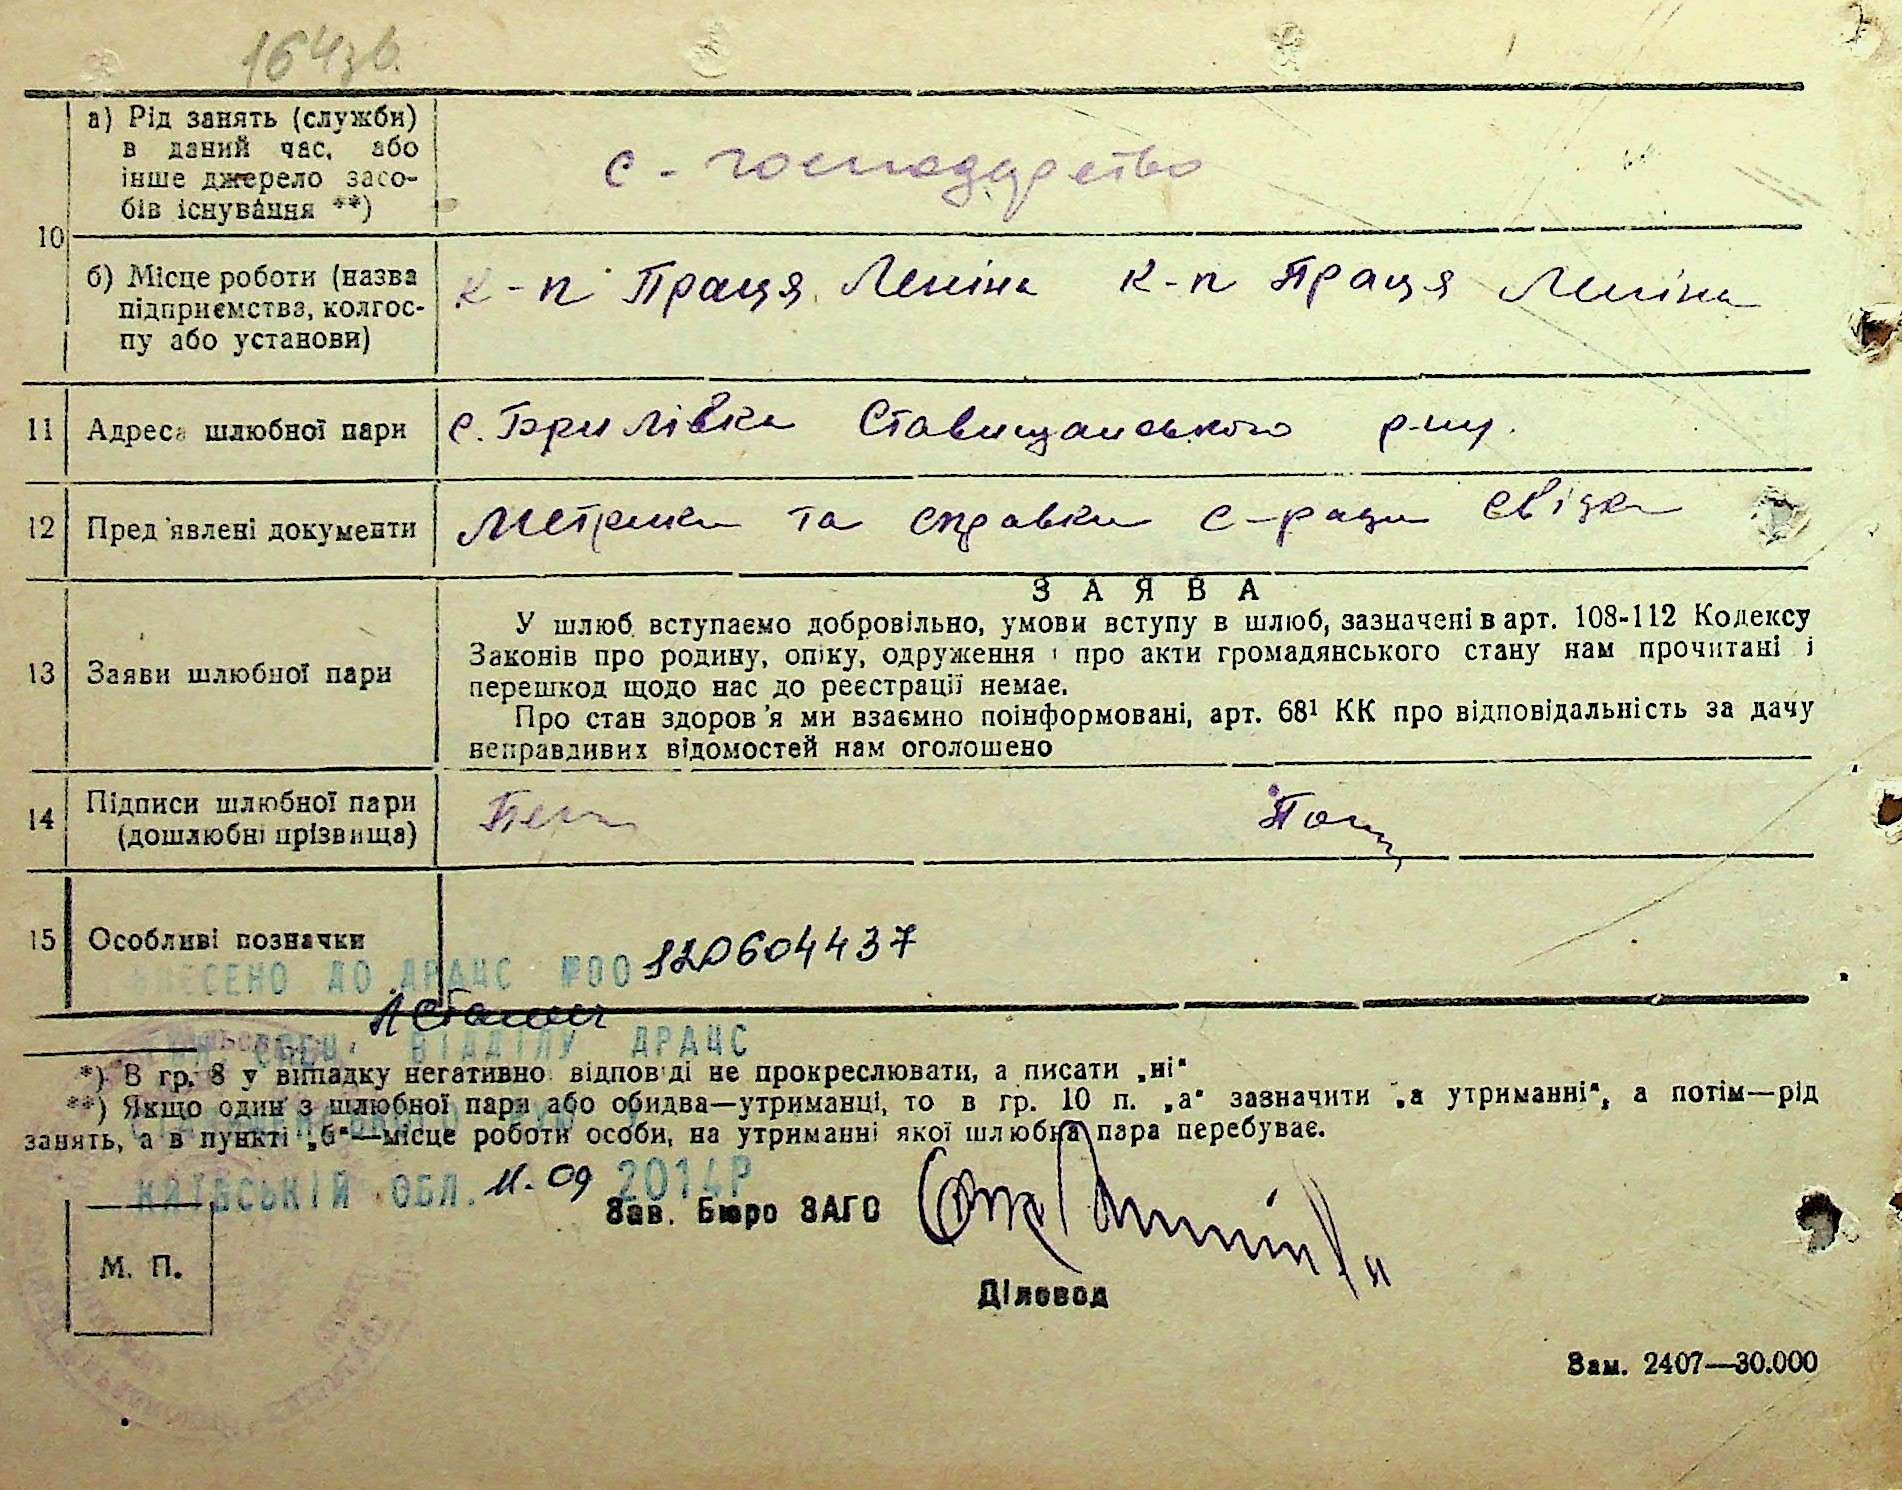 164зв.
10
а) Рід занять (служби)
в даний час, або
інше джерело засо-
бів існування **)
с - господарство
б) Місце роботи (назва
підприємства, колгос-
пу або установи)
к-п Праця Леніна к-п Праця Леніна
11 Адреса шлюбної пари с. Брилівка Ставищанського р-ну.
12 Пред'явлені документи Метрики та справки с-ради свідки
ЗАЯВА
13 Заяви шлюбної пари
У шлюб вступаємо добровільно, умови вступу в шлюб, зазначені в арт. 108-112 Кодексу
Законів про родину, опіку, одруження і про акти громадянського стану нам прочитані і
перешкод щодо нас до реєстрації немає.
Про стан здоров'я ми взаємно поінформовані, арт. 68¹ КК про відповідальність за дачу
неправдивих відомостей нам оголошено
14 Підписи шлюбної пари
(дошлюбні прізвища)
15 Особливі позначки
ВНЕСЕНО ДО ДРАЦС №00120604437
ВІДДІЛУ ДРАЦС
*) В гр. 8 у випадку негативної відповіді не прокреслювати, а писати „ні“
**) Якщо один з шлюбної пари або обидва—утриманці, то в гр. 10 п. „а“ зазначити „а утриманні“, а потім—рід
занять, а в пункті „б“—місце роботи особи, на утриманні якої шлюбна пара перебуває.
КИЇВСЬКІЙ ОБЛ. 11.09 2014Р
Зав. Бюро ЗАГС
М. П.
Діловод
Зам. 2407—30.000